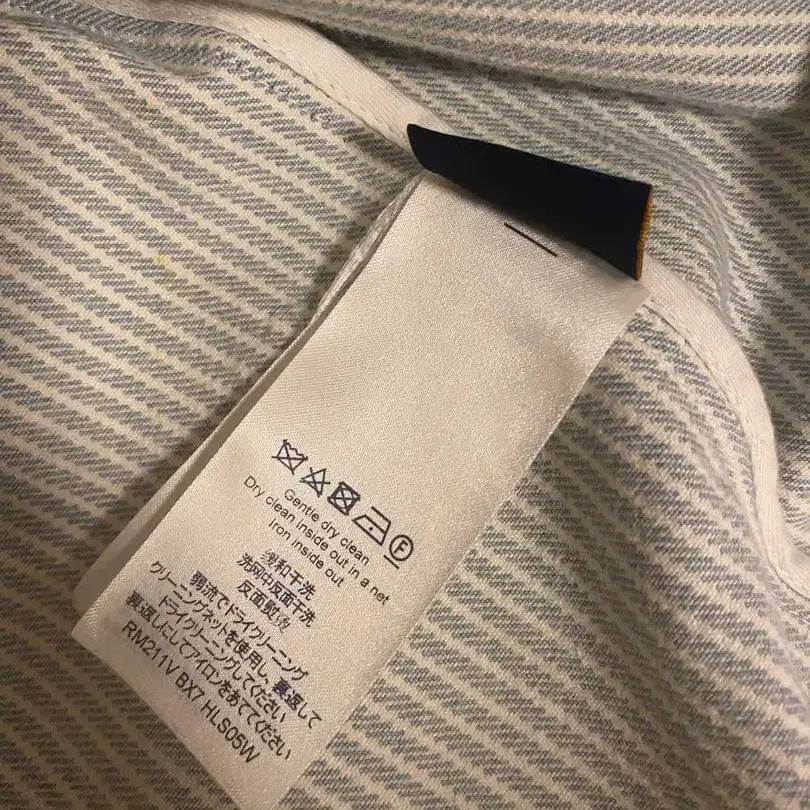 F
Gentle dry clean
Dry clean inside out in a net
Iron inside out
缓和干洗
洗网中反面干洗
反面熨烫
弱流でドライクリーニング
クリーニングネットを使用し、裏返して
ドライクリーニングしてください
裏返しにしてアイロンをあててください
RM211V BX7 HLS05W